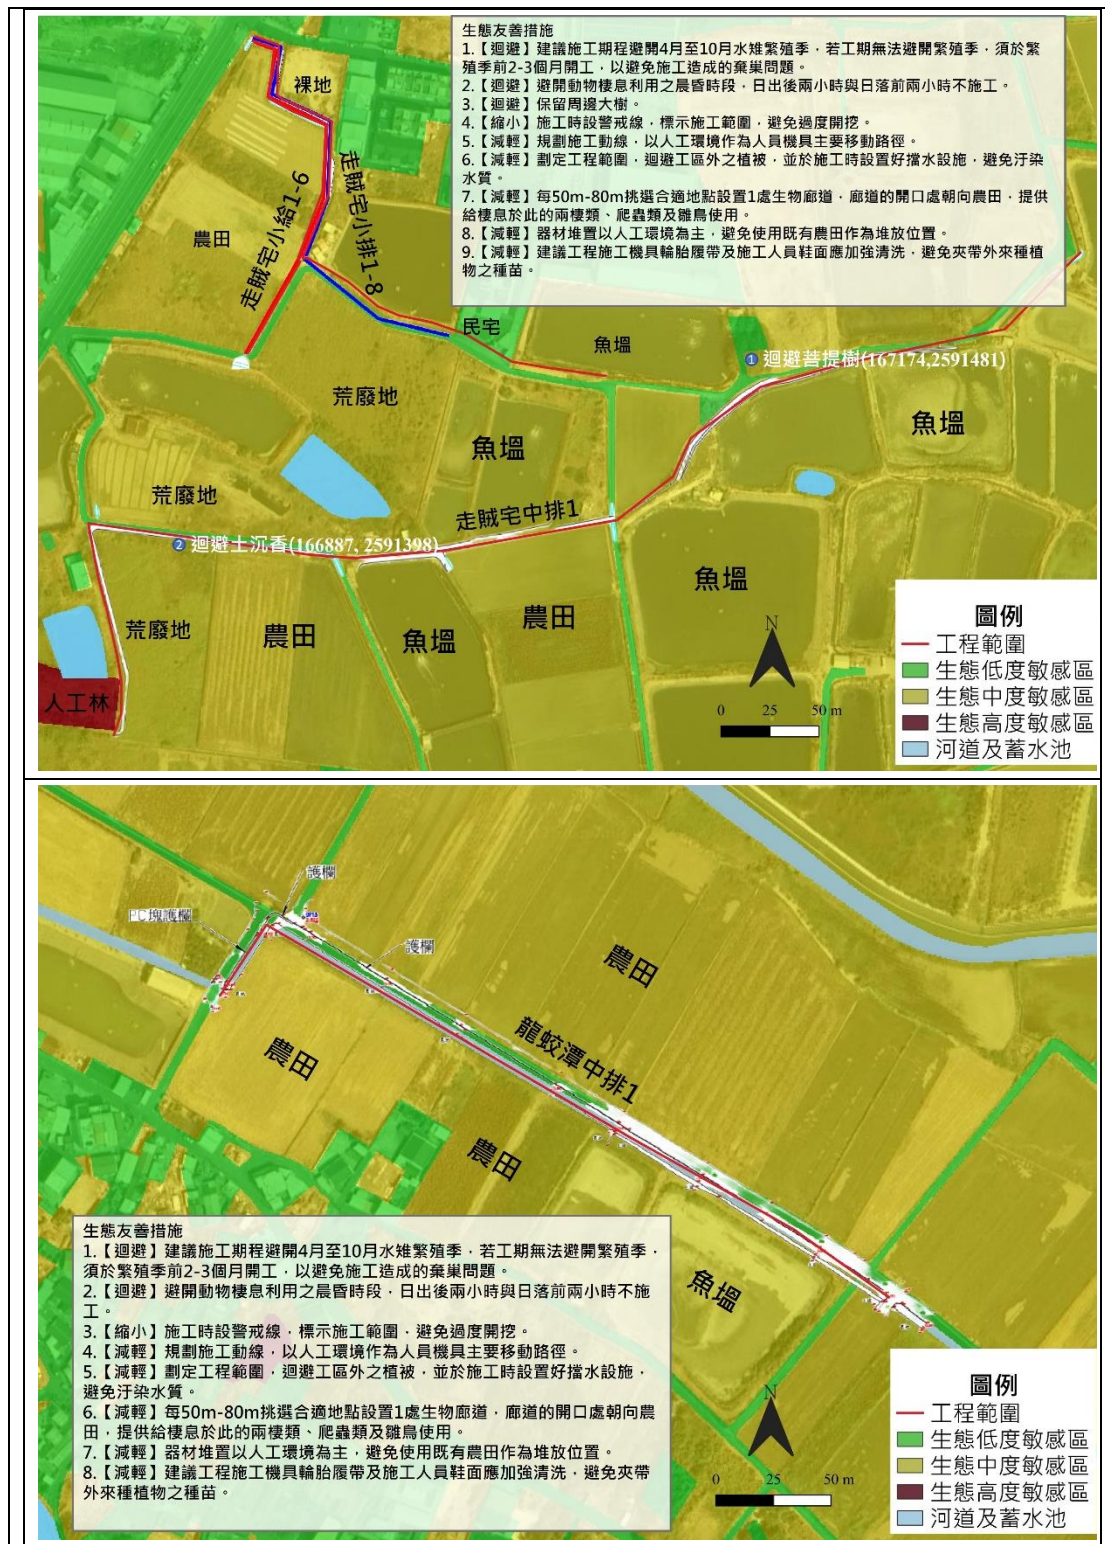 生態友善措施
1.【迴避】建議施工期程避開4月至10月水雉繁殖季，若工期無法避開繁殖季，須於繁
殖季前2-3個月開工，以避免施工造成的棄巢問題。
2.【迴避】避開動物棲息利用之晨昏時段，日出後兩小時與日落前兩小時不施工。
3.【迴避】保留周邊大樹。
4.【縮小】施工時設警戒線，標示施工範圍，避免過度開挖。
5.【減輕】規劃施工動線，以人工環境作為人員機具主要移動路徑。
6.【減輕】劃定工程範圍，迴避工區外之植被，並於施工時設置好擋水設施，避免汙染
水質。
7.【減輕】每50m-80m挑選合適地點設置1處生物廊道，廊道的開口處朝向農田，提供
給棲息於此的兩棲類、爬蟲類及雛鳥使用。
8.【減輕】器材堆置以人工環境為主，避免使用既有農田作為堆放位置。
9.【減輕】建議工程施工機具輪胎履帶及施工人員鞋面應加強清洗，避免夾帶外來種植
物之種苗。
裸地
走賊宅小排1-8
走賊宅小給1-6
農田
民宅
魚塭
❶ 迴避菩提樹(167174,2591481)
荒廢地
魚塭
魚塭
荒廢地
走賊宅中排1
❷ 迴避土沉香(166887, 2591398)
魚塭
荒廢地
農田
魚塭
農田
人工林
N
0 25 50 m
圖例
工程範圍
生態低度敏感區
生態中度敏感區
生態高度敏感區
河道及蓄水池
護欄
PC塊護欄
護欄
農田
龍蛟潭中排1
農田
農田
魚塭
生態友善措施
1.【迴避】建議施工期程避開4月至10月水雉繁殖季，若工期無法避開繁殖季，
須於繁殖季前2-3個月開工，以避免施工造成的棄巢問題。
2.【迴避】避開動物棲息利用之晨昏時段，日出後兩小時與日落前兩小時不施
工。
3.【縮小】施工時設警戒線，標示施工範圍，避免過度開挖。
4.【減輕】規劃施工動線，以人工環境作為人員機具主要移動路徑。
5.【減輕】劃定工程範圍，迴避工區外之植被，並於施工時設置好擋水設施，
避免汙染水質。
6.【減輕】每50m-80m挑選合適地點設置1處生物廊道，廊道的開口處朝向農
田，提供給棲息於此的兩棲類、爬蟲類及雛鳥使用。
7.【減輕】器材堆置以人工環境為主，避免使用既有農田作為堆放位置。
8.【減輕】建議工程施工機具輪胎履帶及施工人員鞋面應加強清洗，避免夾帶
外來種植物之種苗。
N
0 25 50 m
圖例
工程範圍
生態低度敏感區
生態中度敏感區
生態高度敏感區
河道及蓄水池